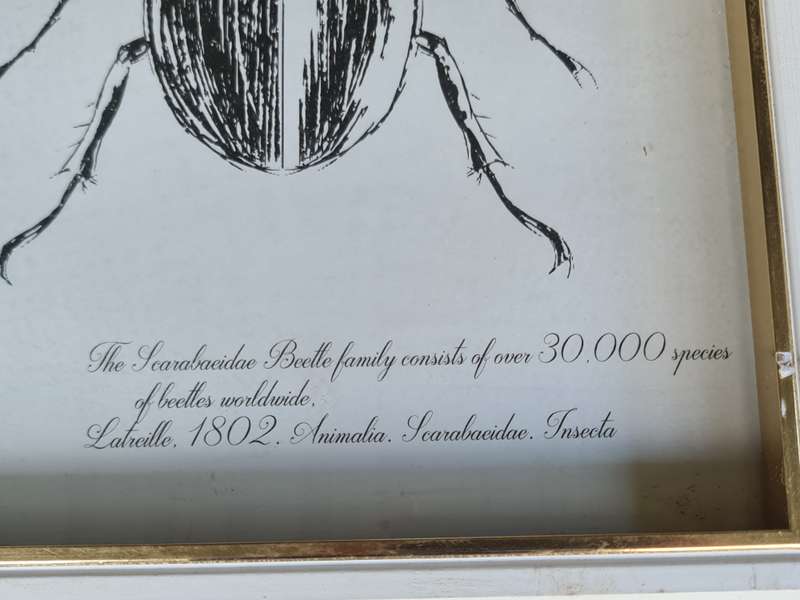 The Scarabaeidae Beetle family consists of over 30,000 species
of beetles worldwide.
Latreille, 1802. Animalia. Scarabaeidae. Insecta